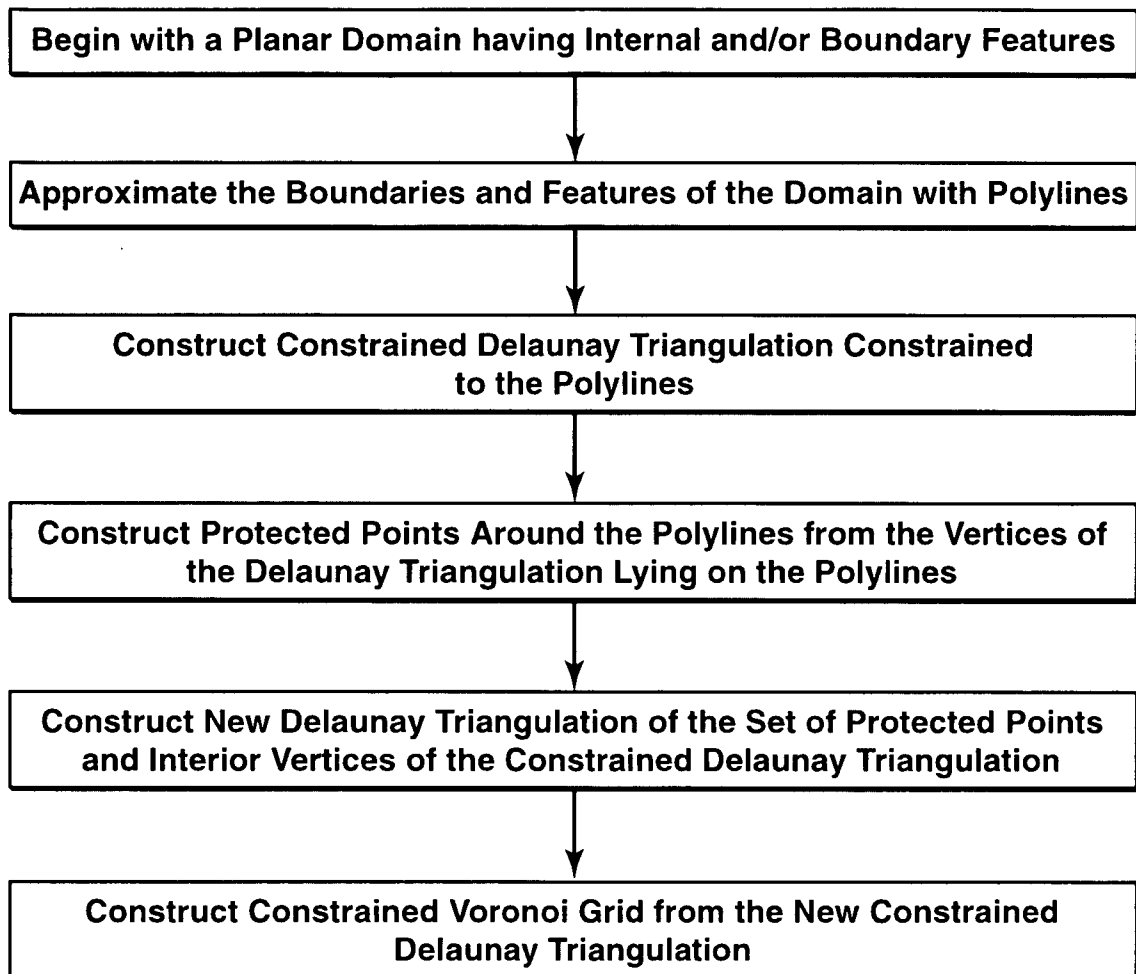 Begin with a Planar Domain having Internal and/or Boundary Features
Approximate the Boundaries and Features of the Domain with Polylines
Construct Constrained Delaunay Triangulation Constrained
to the Polylines
Construct Protected Points Around the Polylines from the Vertices of
the Delaunay Triangulation Lying on the Polylines
Construct New Delaunay Triangulation of the Set of Protected Points
and Interior Vertices of the Constrained Delaunay Triangulation
Construct Constrained Voronoi Grid from the New Constrained
Delaunay Triangulation